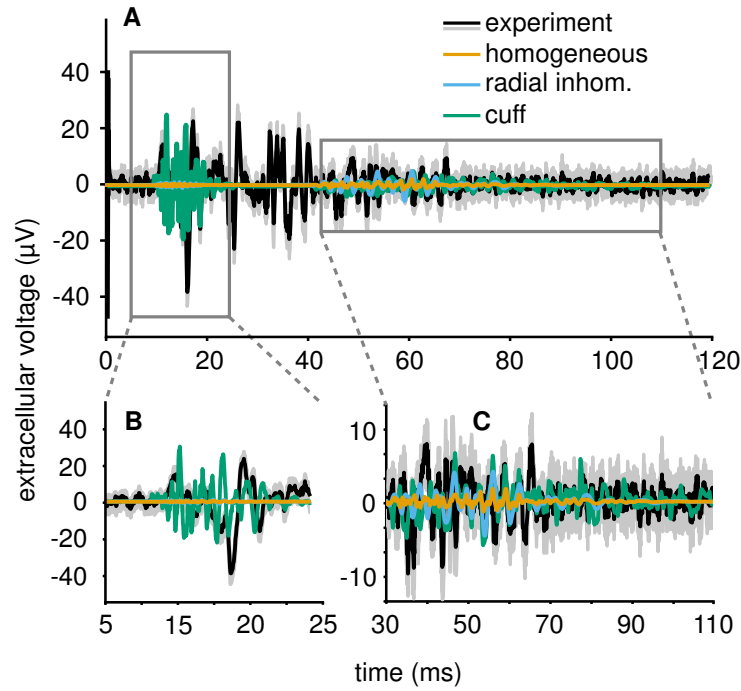 A
experiment
homogeneous
radial inhom.
cuff
40
20
0
-20
-40
0 20 40 60 80 100 120
extracellular voltage (µV)
B
40
20
0
-20
-40
5 15 20 25
C
10
0
-10
30 50 60 70 90 110
time (ms)